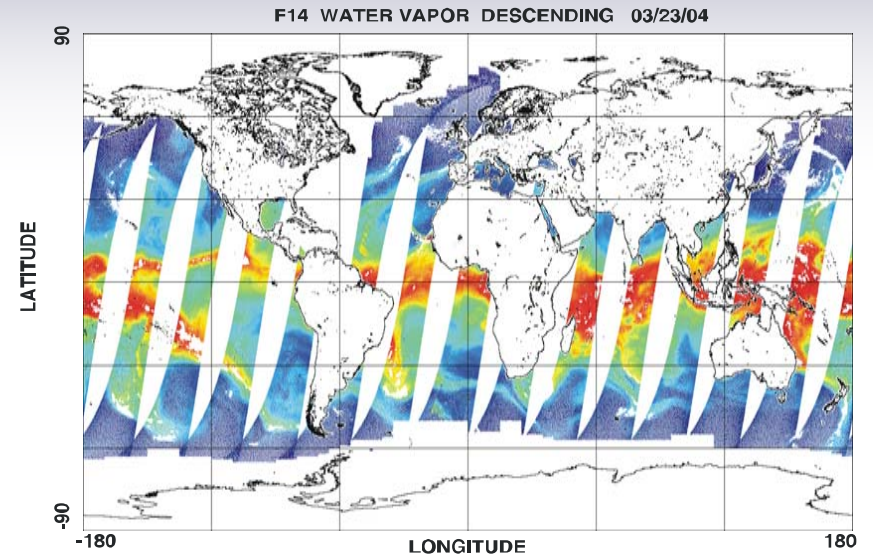 F14 WATER VAPOR DESCENDING 03/23/04
90
LATITUDE
-90
-180
LONGITUDE
180